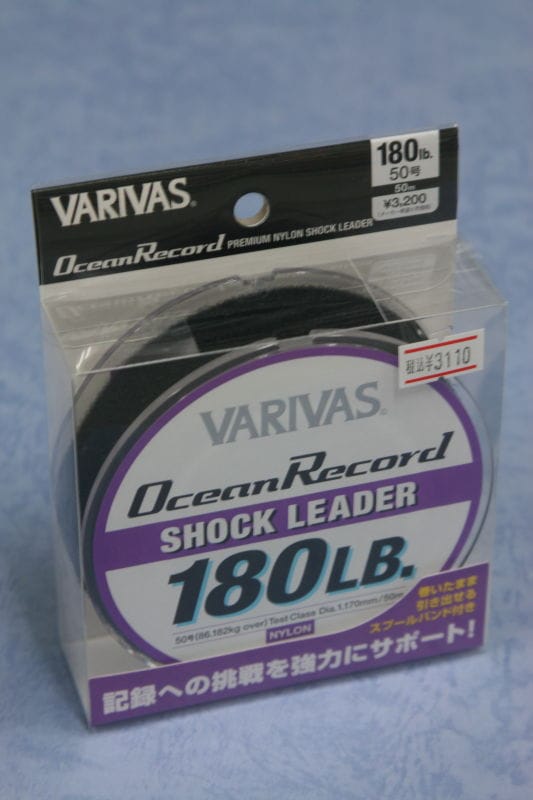 VARIVAS®
OceanRecord PREMIUM NYLON SHOCK LEADER
180lb.
50号
50m
¥3,200
税込¥3110
VARIVAS®
OceanRecord
SHOCK LEADER
180LB.
50号(86.182kg over)Test Class Dia.1.170mm/50m
NYLON
巻いたまま
引き出せる
スプールバンド付き
記録への挑戦を強力にサポート!